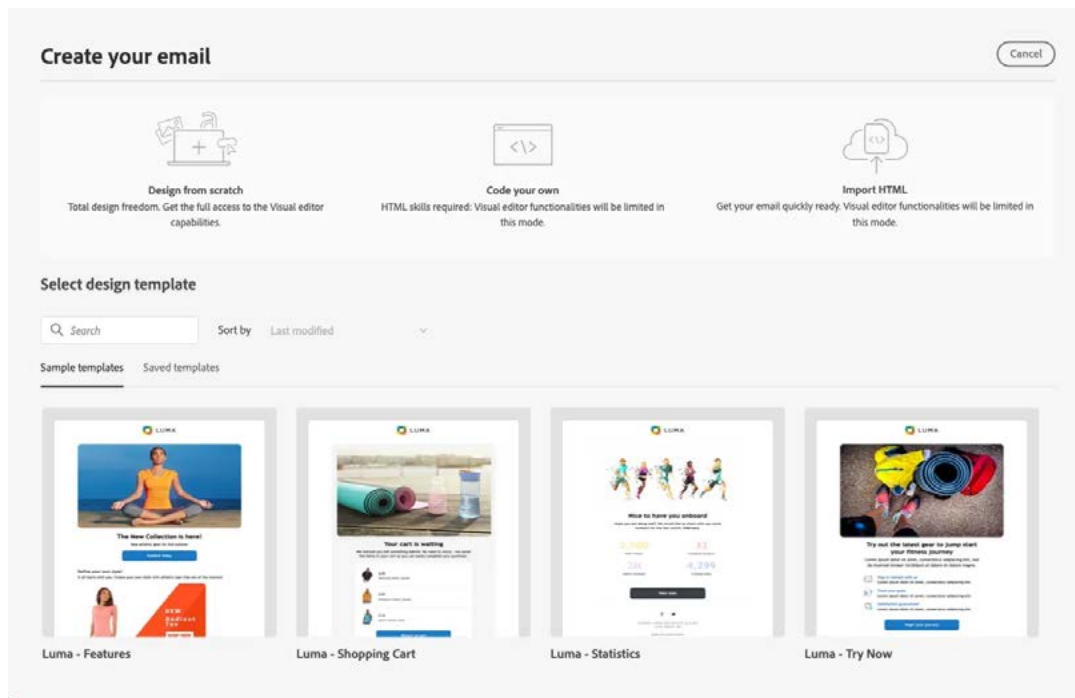 Create your email
Cancel
Design from scratch
Total design freedom. Get the full access to the Visual editor
capabilities.
Code your own
HTML skills required: Visual editor functionalities will be limited in
this mode.
Import HTML
Get your email quickly ready. Visual editor functionalities will be limited in
this mode.
Select design template
Search
Sort by
Last modified
Sample templates
Saved templates
LUMA
The New Collection is here!
LUMA
Your cart is waiting
LUMA
Nice to have you onboard
4,299
LUMA
Try out the latest gear to jump start
your fitness journey
NEW
Radiant
Tee
Luma - Features
Luma - Shopping Cart
Luma - Statistics
Luma - Try Now